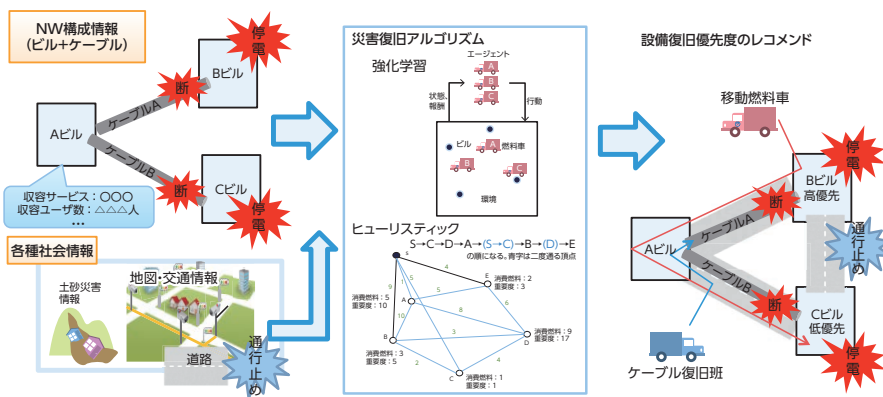 NW構成情報
(ビル+ケーブル)
停電
Bビル
断
ケーブルA
Aビル
ケーブルB
断
Cビル
停電
収容サービス:〇〇〇
収容ユーザ数:△△△人
…
各種社会情報
土砂災害
情報
地図・交通情報
道路
通行止め
災害復旧アルゴリズム
強化学習
エージェント
A
B
C
状態、
報酬
行動
ビル
A
燃料車
B
C
環境
ヒューリスティック
S→C→D→A→(S→C)→B→(D)→E
の順になる。青字は二度通る頂点
S
4
9
1
5
5
E
消費燃料:2
重要度:3
消費燃料:5
重要度:10
A
10
8
6
B
3
D
消費燃料:9
重要度:17
消費燃料:3
重要度:5
2
4
C
消費燃料:1
重要度:1
設備復旧優先度のレコメンド
移動燃料車
停電
Bビル
高優先
断
ケーブルA
Aビル
通行止め
ケーブルB
断
Cビル
低優先
停電
ケーブル復旧班